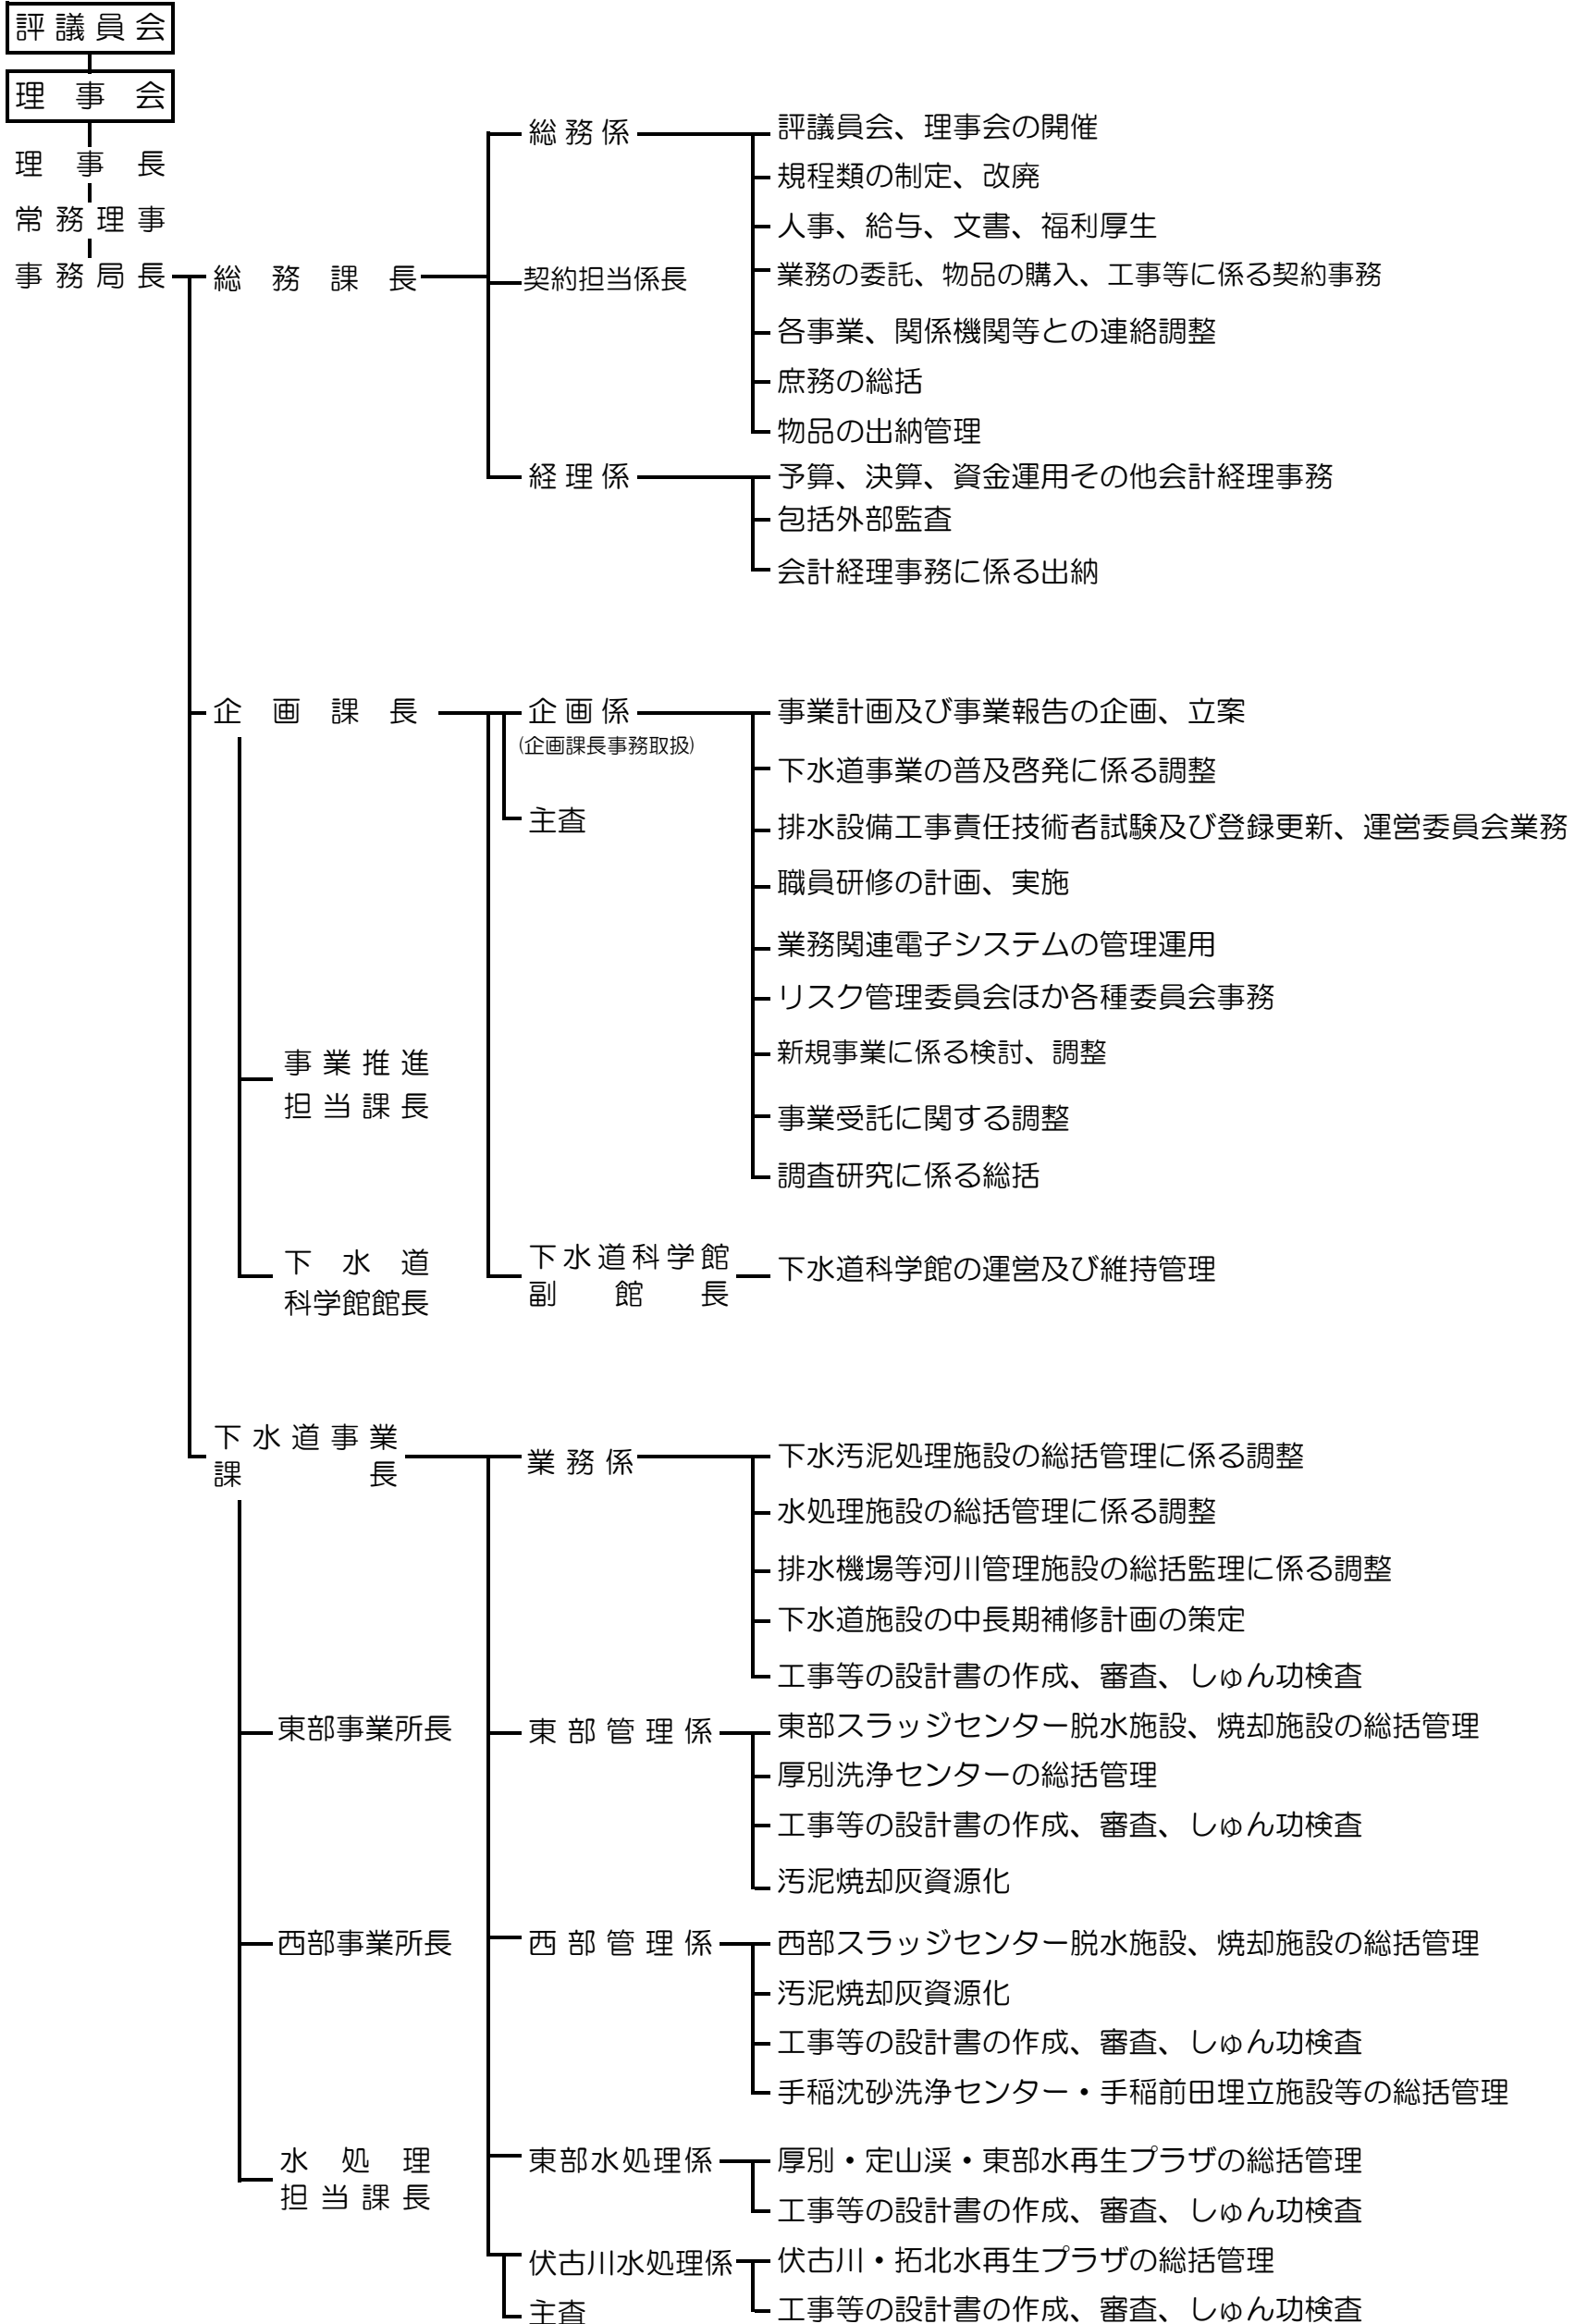 評議員会
理事会
理事長
常務理事
事務局長
総務課長
総務係
評議員会、理事会の開催
規程類の制定、改廃
人事、給与、文書、福利厚生
契約担当係長
業務の委託、物品の購入、工事等に係る契約事務
各事業、関係機関等との連絡調整
庶務の総括
物品の出納管理
経理係
予算、決算、資金運用その他会計経理事務
包括外部監査
会計経理事務に係る出納
企画課長
企画係
(企画課長事務取扱)
主査
事業計画及び事業報告の企画、立案
下水道事業の普及啓発に係る調整
排水設備工事責任技術者試験及び登録更新、運営委員会業務
職員研修の計画、実施
業務関連電子システムの管理運用
リスク管理委員会ほか各種委員会事務
新規事業に係る検討、調整
事業受託に関する調整
調査研究に係る総括
事業推進
担当課長
下水道
科学館館長
下水道科学館
副館長
下水道科学館の運営及び維持管理
下水道事業
課長
業務係
下水汚泥処理施設の総括管理に係る調整
水処理施設の総括管理に係る調整
排水機場等河川管理施設の総括監理に係る調整
下水道施設の中長期補修計画の策定
工事等の設計書の作成、審査、しゅん功検査
東部事業所長
東部管理係
東部スラッジセンター脱水施設、焼却施設の総括管理
厚別洗浄センターの総括管理
工事等の設計書の作成、審査、しゅん功検査
汚泥焼却灰資源化
西部事業所長
西部管理係
西部スラッジセンター脱水施設、焼却施設の総括管理
汚泥焼却灰資源化
工事等の設計書の作成、審査、しゅん功検査
手稲沈砂洗浄センター・手稲前田埋立施設等の総括管理
水処理
担当課長
東部水処理係
厚別・定山渓・東部水再生プラザの総括管理
工事等の設計書の作成、審査、しゅん功検査
伏古川水処理係
伏古川・拓北水再生プラザの総括管理
主査
工事等の設計書の作成、審査、しゅん功検査